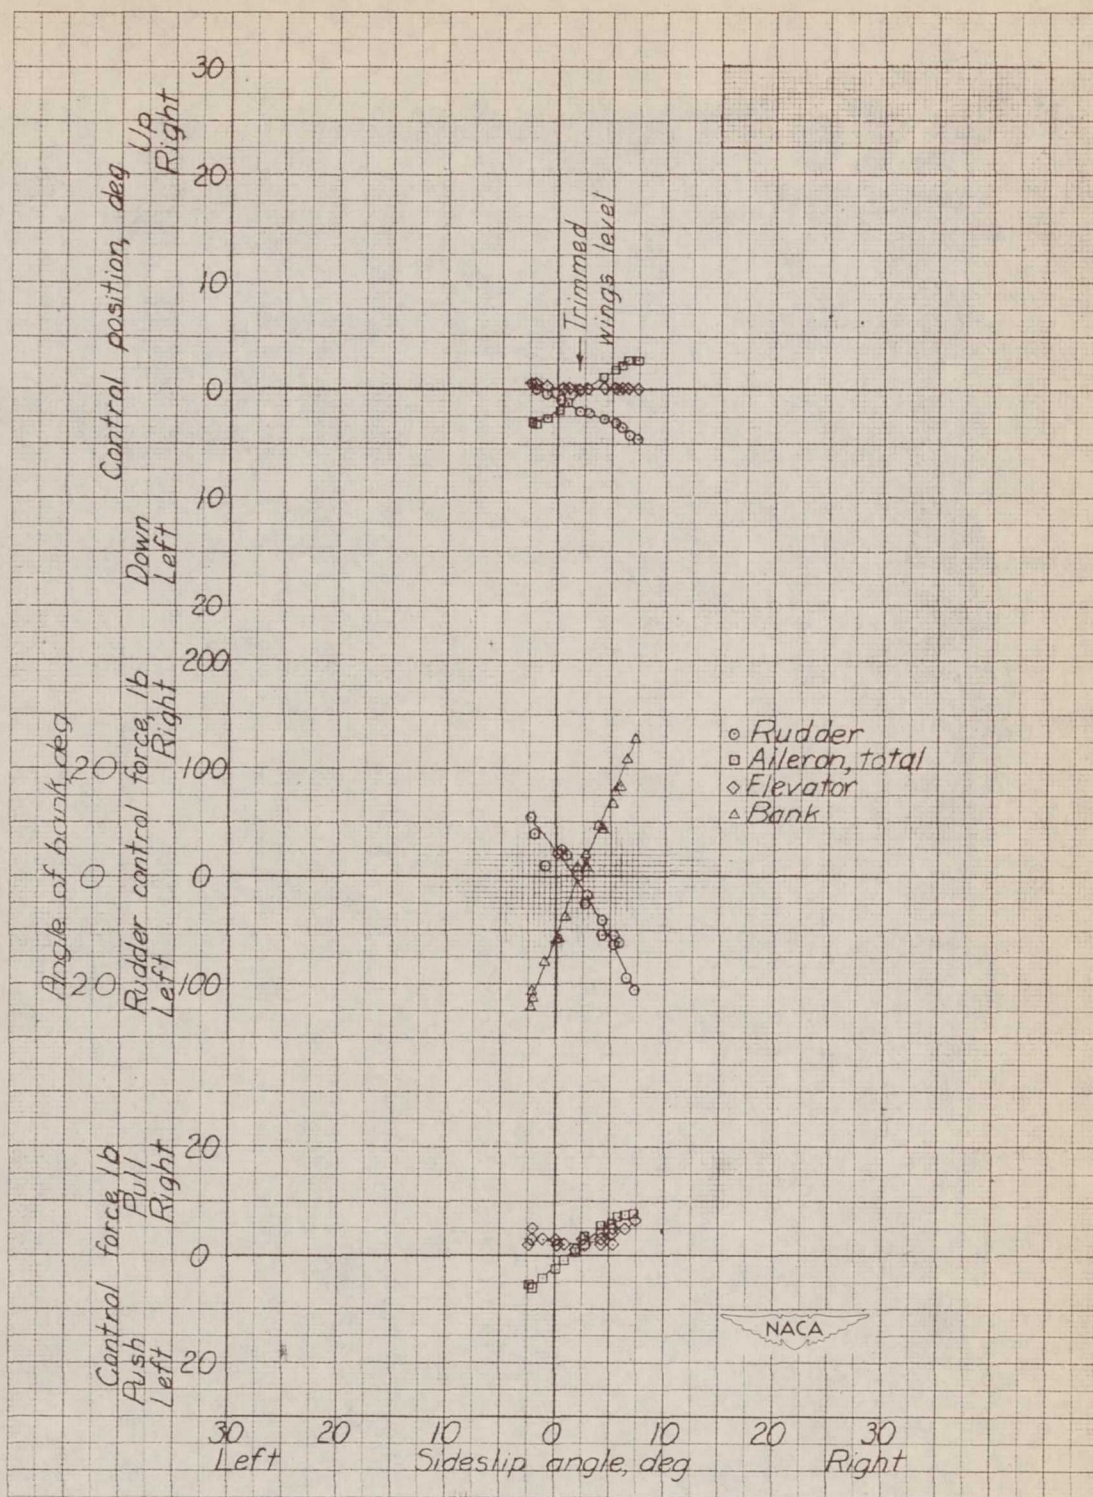 30
20
10
0
10
20
Control position, deg
Up
Right
Down
Left
Trimmed
wings level
200
100
0
100
Angle of bank, deg
20
0
20
Rudder control force, lb
Right
Left
Rudder
Aileron, total
Elevator
Bank
20
0
20
Control force, lb
Pull
Right
Push
Left
NACA
30 20 10 0 10 20 30
Left Sideslip angle, deg Right